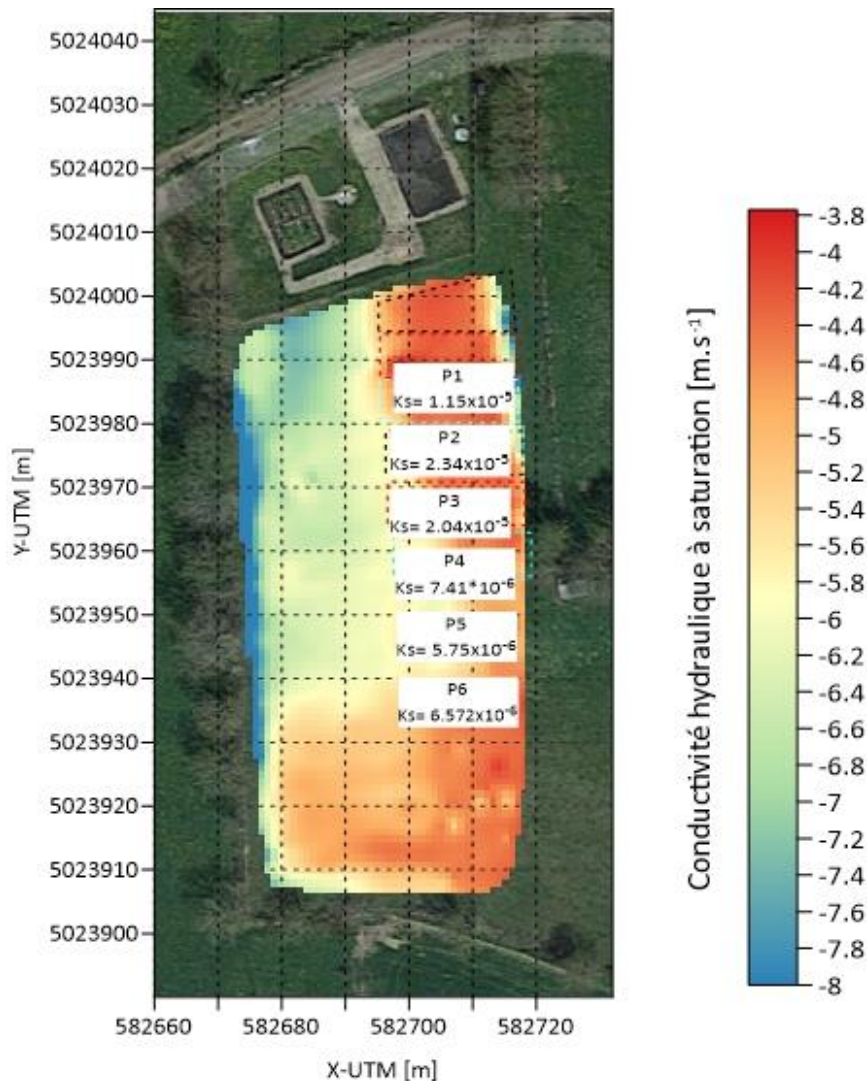 5024040
5024030
5024020
5024010
5024000
5023990
5023980
5023970
5023960
5023950
5023940
5023930
5023920
5023910
5023900
Y-UTM [m]
P1
Ks= 1.15x10⁻⁵
P2
Ks= 2.34x10⁻⁵
P3
Ks= 2.04x10⁻⁵
P4
Ks= 7.41*10⁻⁶
P5
Ks= 5.75x10⁻⁶
P6
Ks= 6.572x10⁻⁶
582660
582680
582700
582720
X-UTM [m]
Conductivité hydraulique à saturation [m.s⁻¹]
-3.8
-4
-4.2
-4.4
-4.6
-4.8
-5
-5.2
-5.4
-5.6
-5.8
-6
-6.2
-6.4
-6.6
-6.8
-7
-7.2
-7.4
-7.6
-7.8
-8